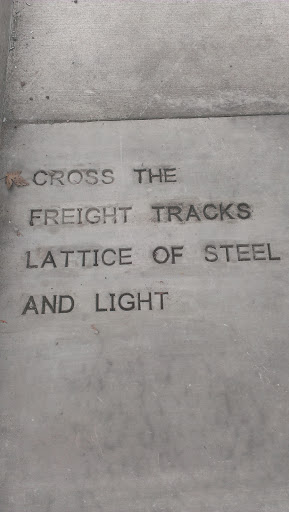 CROSS THE
FREIGHT TRACKS
LATTICE OF STEEL
AND LIGHT